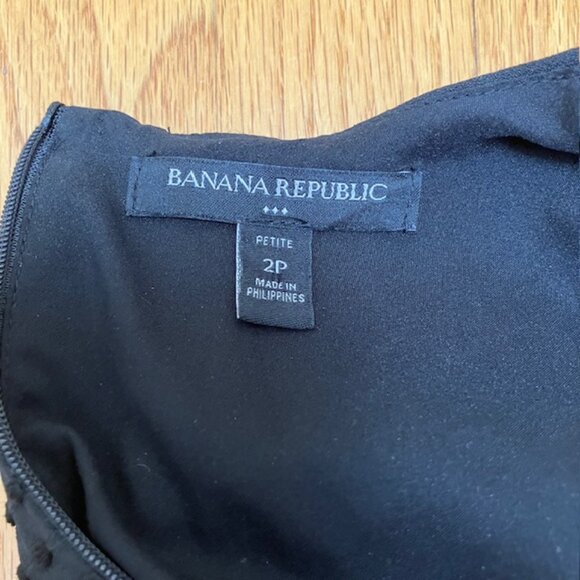 BANANA REPUBLIC
PETITE
2P
MADE IN
PHILIPPINES